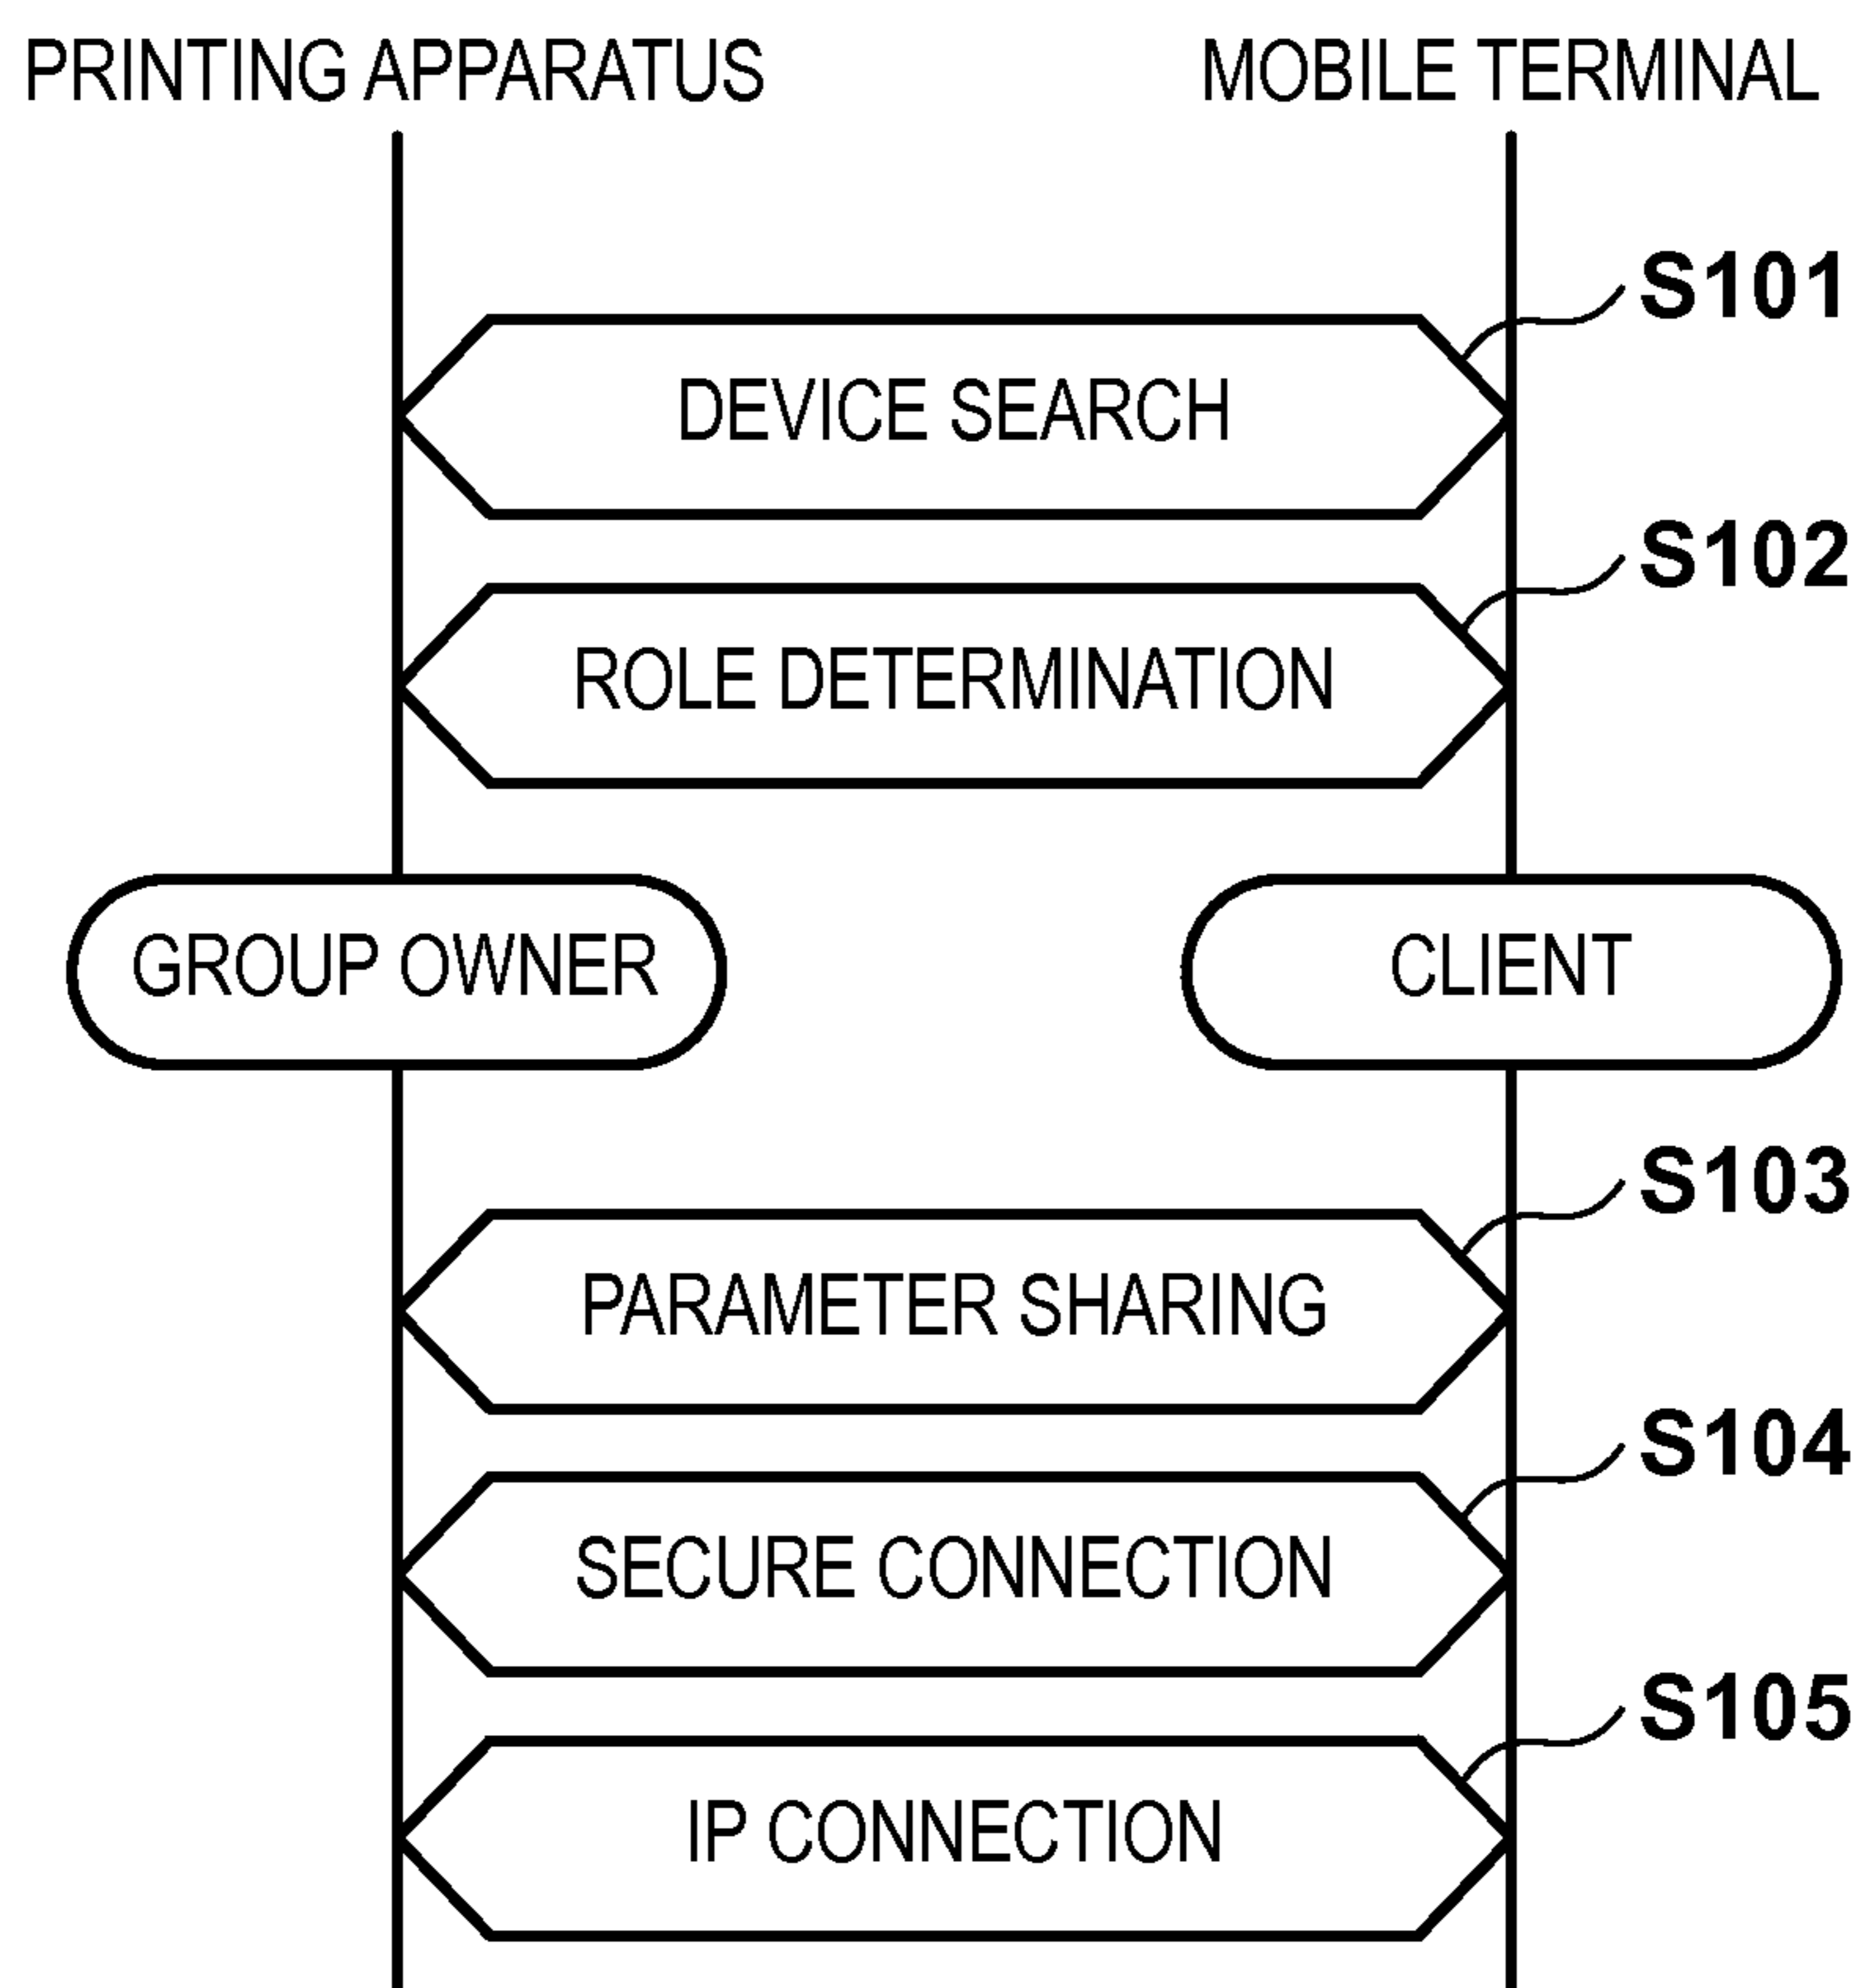 PRINTING APPARATUS
MOBILE TERMINAL
S101
DEVICE SEARCH
S102
ROLE DETERMINATION
GROUP OWNER
CLIENT
S103
PARAMETER SHARING
S104
SECURE CONNECTION
S105
IP CONNECTION